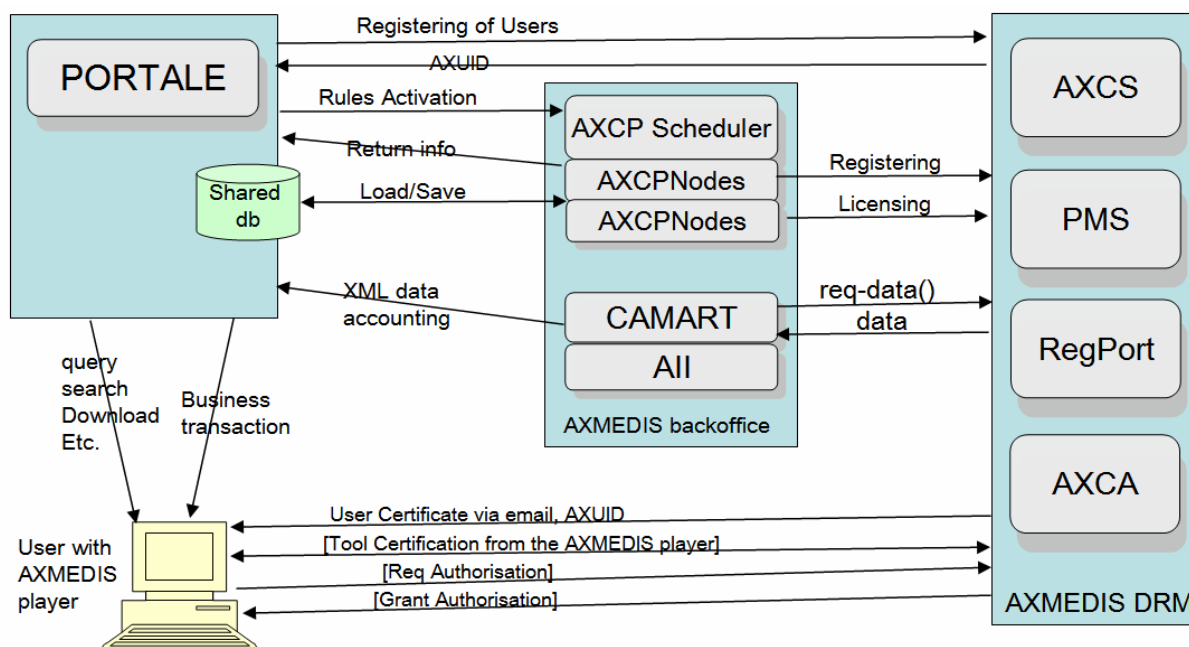 Registering of Users
PORTALE
AXUID
AXCS
Rules Activation
AXCP Scheduler
Return info
AXCPNodes
Registering
Shared
db
Load/Save
AXCPNodes
Licensing
PMS
XML data
accounting
CAMART
req-data()
data
AII
RegPort
AXMEDIS backoffice
query
search
Download
Etc.
Business
transaction
AXCA
User Certificate via email, AXUID
[Tool Certification from the AXMEDIS player]
[Req Authorisation]
[Grant Authorisation]
User with
AXMEDIS
player
AXMEDIS DRM